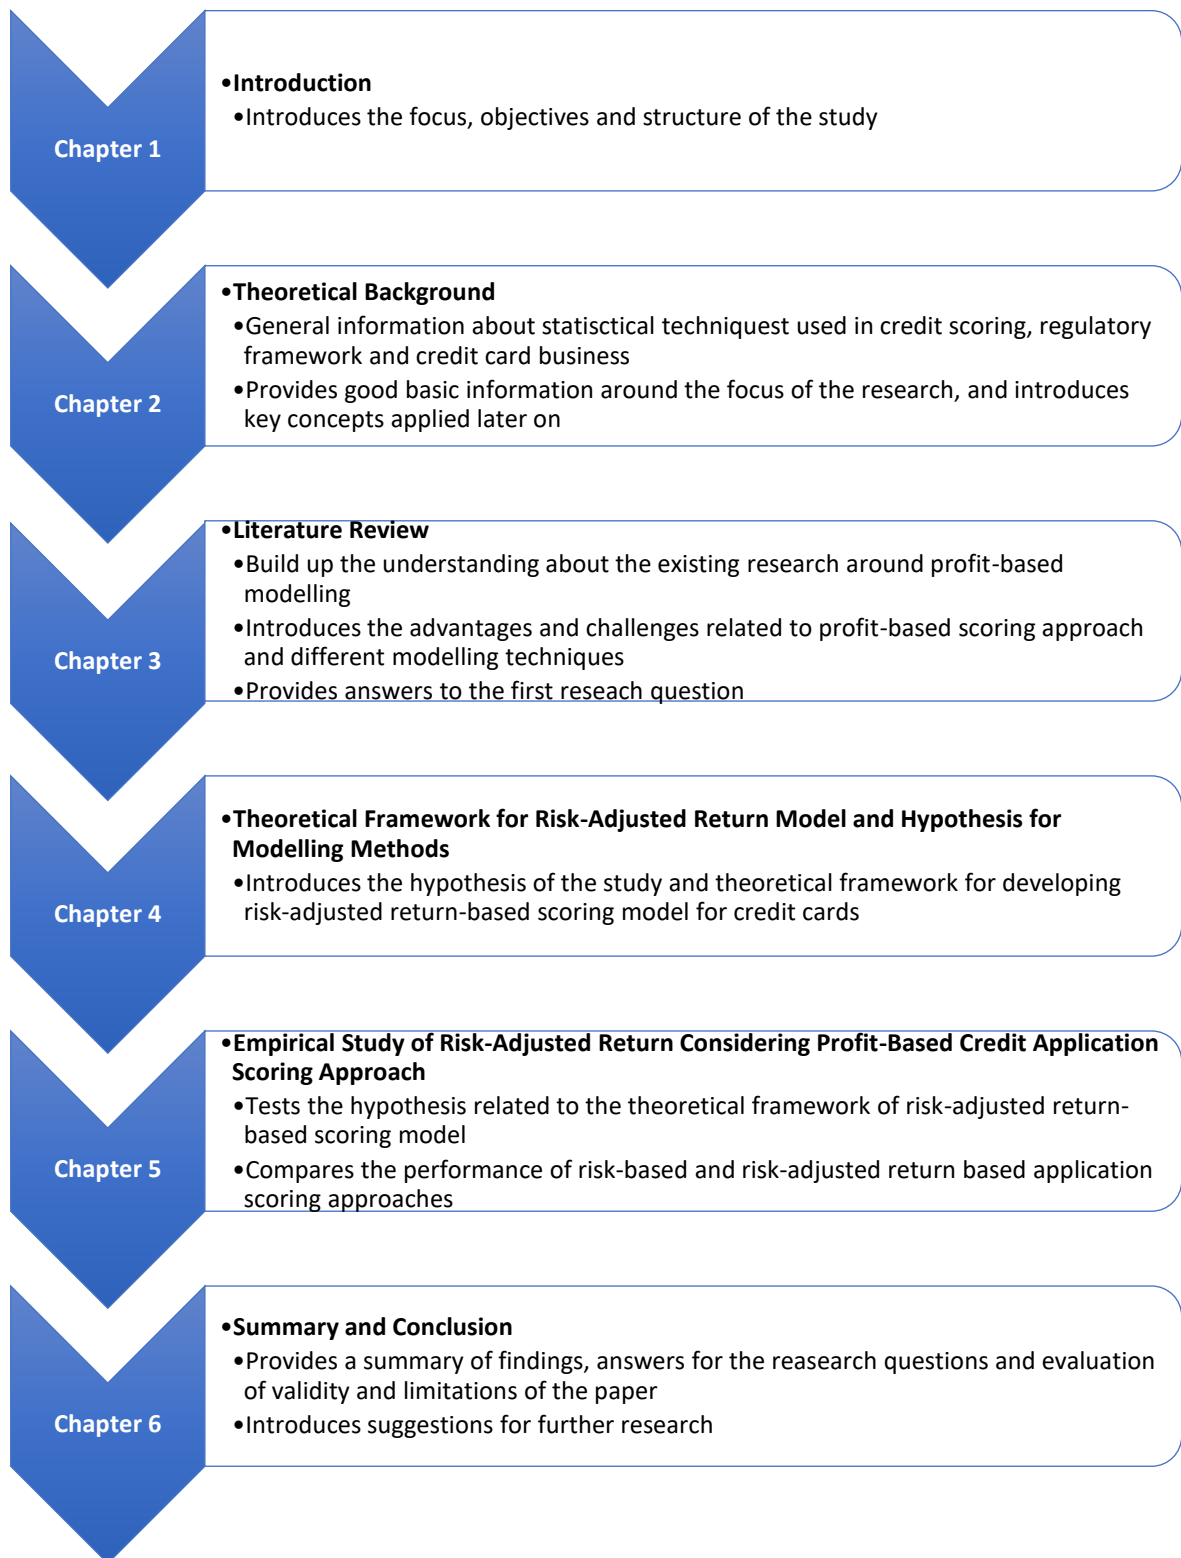 Chapter 1
•Introduction
•Introduces the focus, objectives and structure of the study
Chapter 2
•Theoretical Background
•General information about statisctical techniquest used in credit scoring, regulatory
framework and credit card business
•Provides good basic information around the focus of the research, and introduces
key concepts applied later on
Chapter 3
•Literature Review
•Build up the understanding about the existing research around profit-based
modelling
•Introduces the advantages and challenges related to profit-based scoring approach
and different modelling techniques
•Provides answers to the first reseach question
Chapter 4
•Theoretical Framework for Risk-Adjusted Return Model and Hypothesis for
Modelling Methods
•Introduces the hypothesis of the study and theoretical framework for developing
risk-adjusted return-based scoring model for credit cards
Chapter 5
•Empirical Study of Risk-Adjusted Return Considering Profit-Based Credit Application
Scoring Approach
•Tests the hypothesis related to the theoretical framework of risk-adjusted return-
based scoring model
•Compares the performance of risk-based and risk-adjusted return based application
scoring approaches
Chapter 6
•Summary and Conclusion
•Provides a summary of findings, answers for the reasearch questions and evaluation
of validity and limitations of the paper
•Introduces suggestions for further research